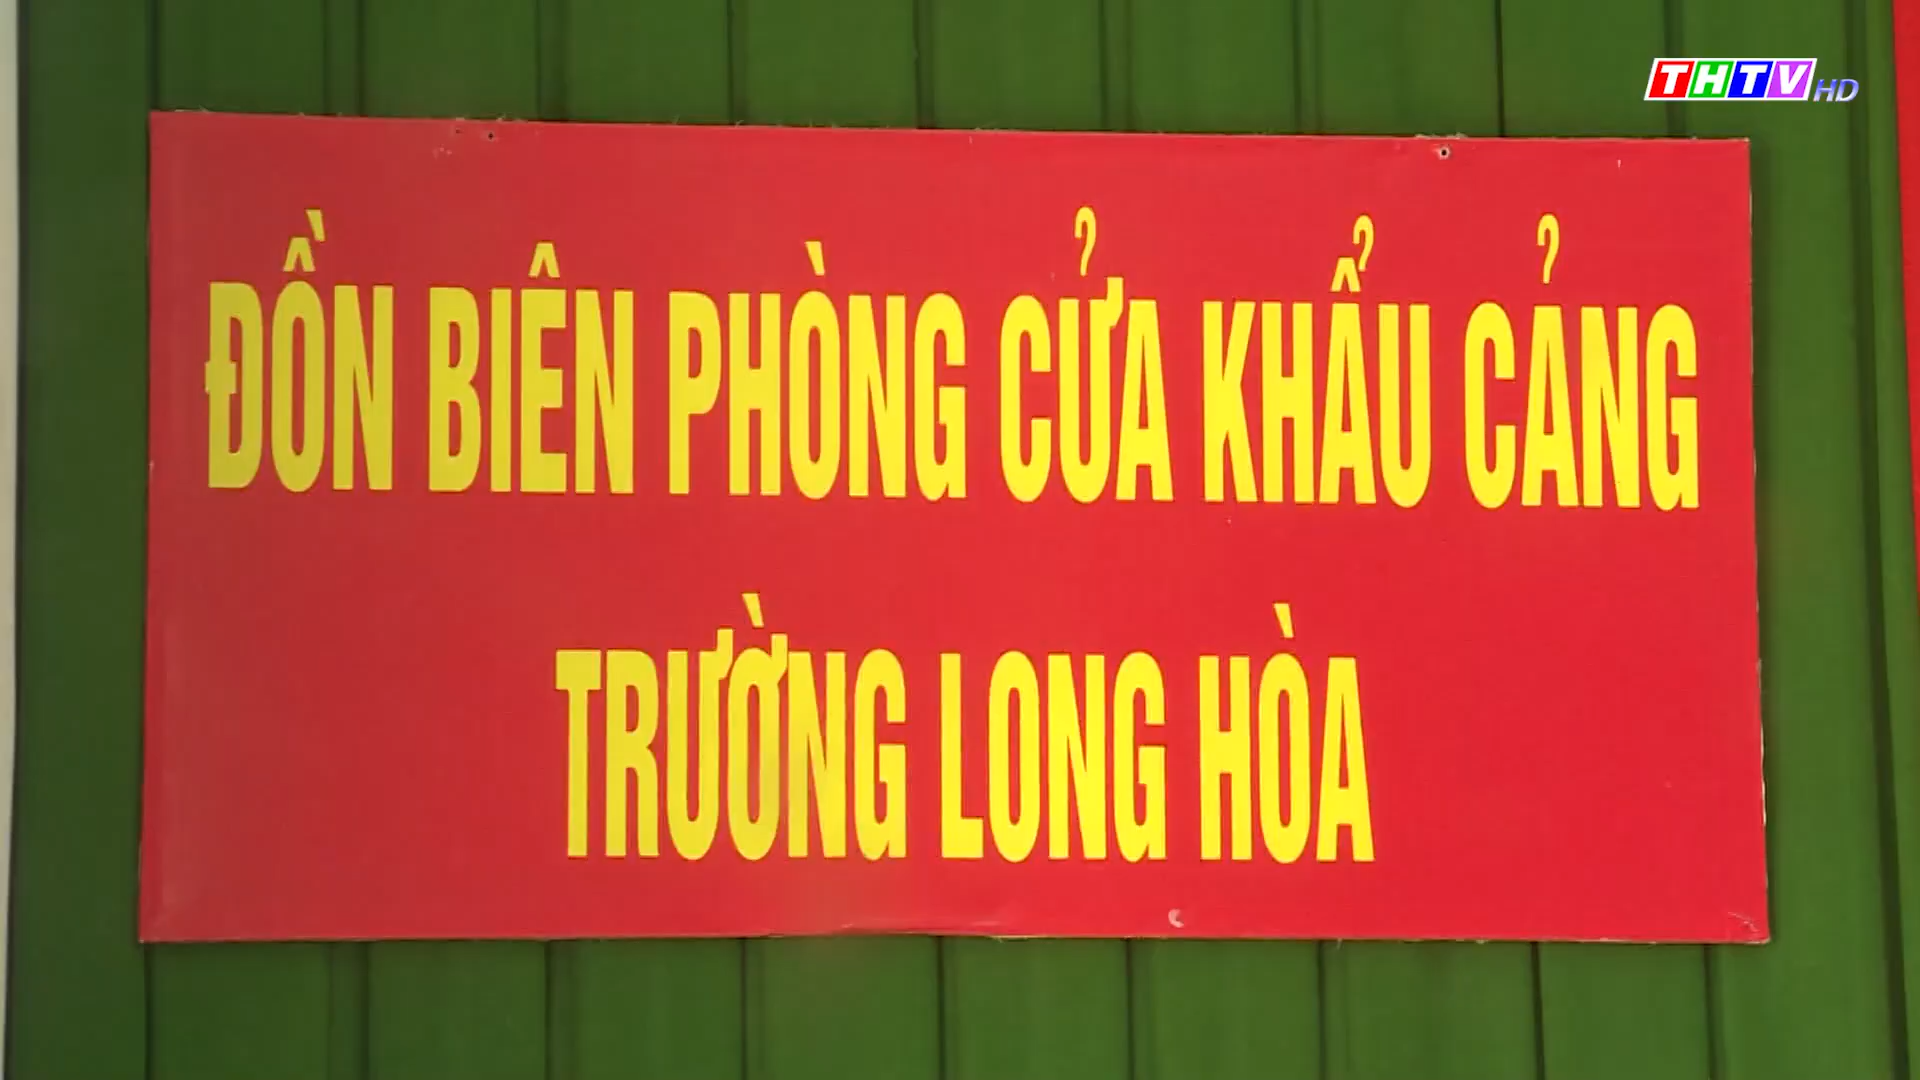 THTV HD
ĐỒN BIÊN PHÒNG CỬA KHẨU CẢNG
TRƯỜNG LONG HÒA